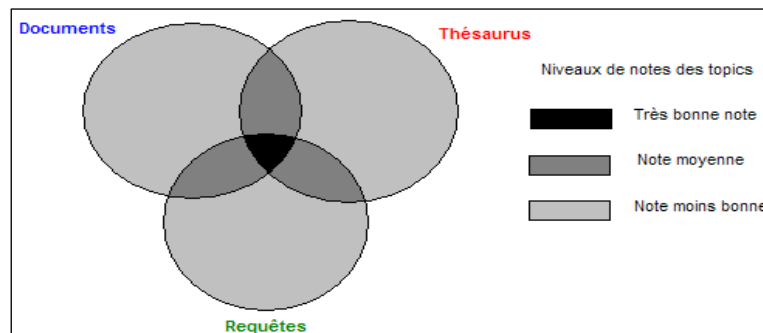 Documents
Thésaurus
Niveaux de notes des topics
Très bonne note
Note moyenne
Note moins bonne
Requêtes